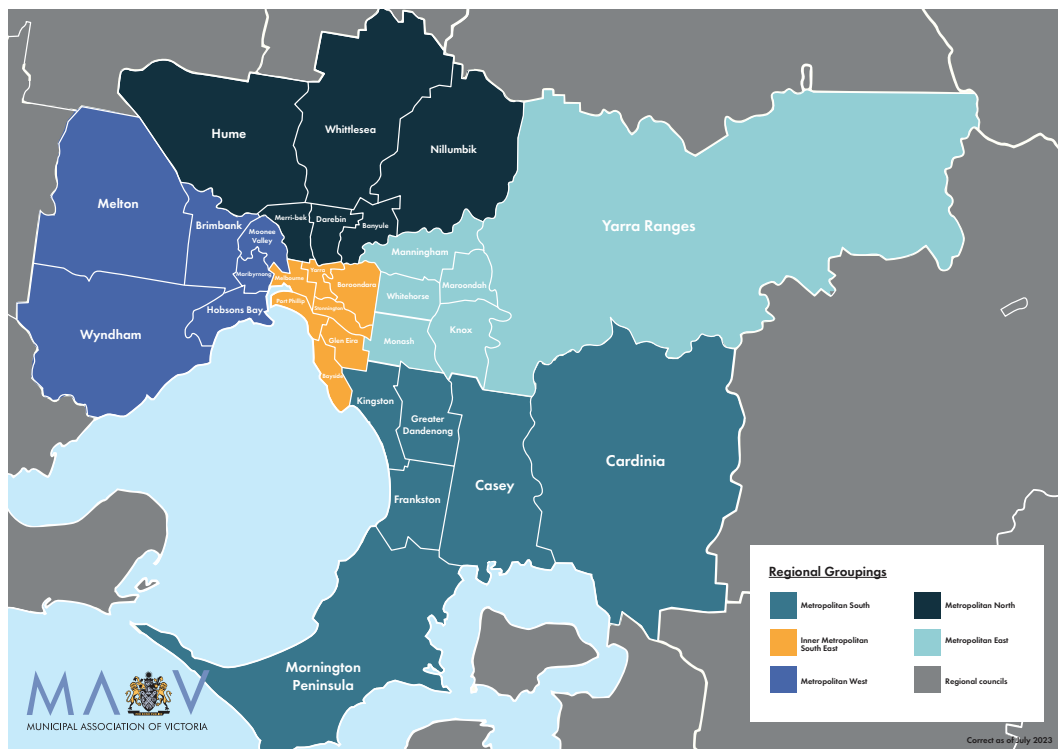 Hume
Whittlesea
Nillumbik
Melton
Brimbank
Moonee
Valley
Merri-bek
Darebin
Banyule
Yarra Ranges
Manningham
Maribyrnong
Melbourne
Yarra
Boroondara
Maroondah
Whitehorse
Port Phillip
Stonnington
Hobsons Bay
Wyndham
Glen Eira
Monash
Knox
Bayside
Kingston
Greater
Dandenong
Cardinia
Casey
Frankston
Mornington
Peninsula
Regional Groupings
Metropolitan South
Metropolitan North
Inner Metropolitan
South East
Metropolitan East
Metropolitan West
Regional councils
MAV
MUNICIPAL ASSOCIATION OF VICTORIA
Correct as of July 2023